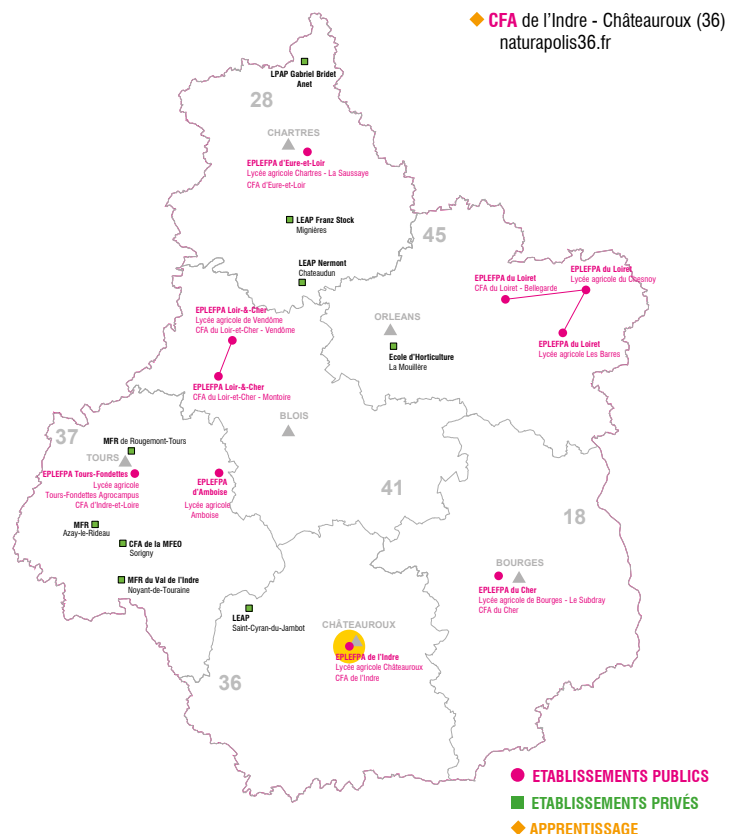 ◆ CFA de l'Indre - Châteauroux (36)
naturapolis36.fr
LPAP Gabriel Bridet
Anet
28
CHARTRES
EPLEFPA d'Eure-et-Loir
Lycée agricole Chartres - La Saussaye
CFA d'Eure-et-Loir
LEAP Franz Stock
Mignières
45
LEAP Nermont
Chateaudun
EPLEFPA du Loiret
CFA du Loiret - Bellegarde
EPLEFPA du Loiret
Lycée agricole du Chesnoy
EPLEFPA Loir-&-Cher
Lycée agricole de Vendôme
CFA du Loir-et-Cher - Vendôme
ORLEANS
EPLEFPA du Loiret
Lycée agricole Les Barres
Ecole d'Horticulture
La Mouillère
EPLEFPA Loir-&-Cher
CFA du Loir-et-Cher - Montoire
BLOIS
37
MFR de Rougemont-Tours
TOURS
EPLEFPA Tours-Fondettes
Lycée agricole
Tours-Fondettes Agrocampus
CFA d'Indre-et-Loire
EPLEFPA
d'Amboise
Lycée agricole
Amboise
41
18
MFR
Azay-le-Rideau
CFA de la MFEO
Sorigny
BOURGES
MFR du Val de l'Indre
Noyant-de-Touraine
EPLEFPA du Cher
Lycée agricole de Bourges - Le Subdray
CFA du Cher
LEAP
Saint-Cyran-du-Jambot
CHÂTEAUROUX
EPLEFPA de l'Indre
Lycée agricole Châteauroux
CFA de l'Indre
36
ETABLISSEMENTS PUBLICS
ETABLISSEMENTS PRIVÉS
APPRENTISSAGE